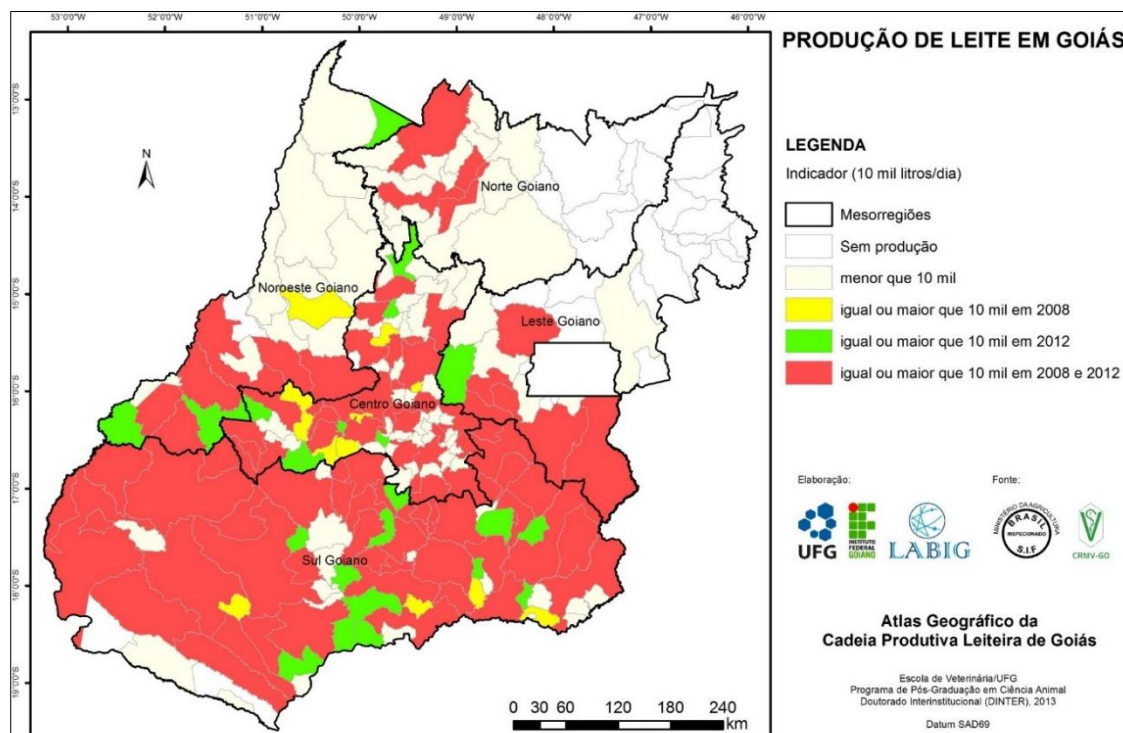 53°0'0"W 52°0'0"W 51°0'0"W 50°0'0"W 49°0'0"W 48°0'0"W 47°0'0"W 46°0'0"W
PRODUÇÃO DE LEITE EM GOIÁS
13°0'0"S
14°0'0"S
15°0'0"S
16°0'0"S
17°0'0"S
18°0'0"S
19°0'0"S
N
Norte Goiano
Noroeste Goiano
Leste Goiano
Centro Goiano
Sul Goiano
0 30 60 120 180 240
km
LEGENDA
Indicador (10 mil litros/dia)
Mesorregiões
Sem produção
menor que 10 mil
igual ou maior que 10 mil em 2008
igual ou maior que 10 mil em 2012
igual ou maior que 10 mil em 2008 e 2012
Elaboração: Fonte:
UFG
INSTITUTO
FEDERAL
GOIANO
LABIG
MINISTÉRIO DA AGRICULTURA
BRASIL
INSPECIONADO
S.I.F.
CRMV-GO
Atlas Geográfico da
Cadeia Produtiva Leiteira de Goiás
Escola de Veterinária/UFG
Programa de Pós-Graduação em Ciência Animal
Doutorado Interinstitucional (DINTER), 2013
Datum SAD69